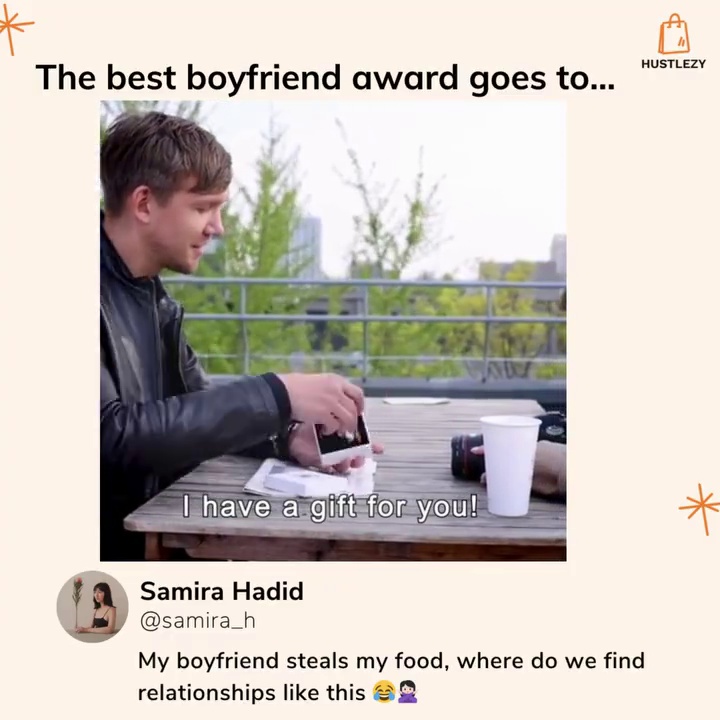 HUSTLEZY
The best boyfriend award goes to...
I have a gift for you!
Samira Hadid
@samira_h
My boyfriend steals my food, where do we find
relationships like this 😂🤦🏻‍♀️